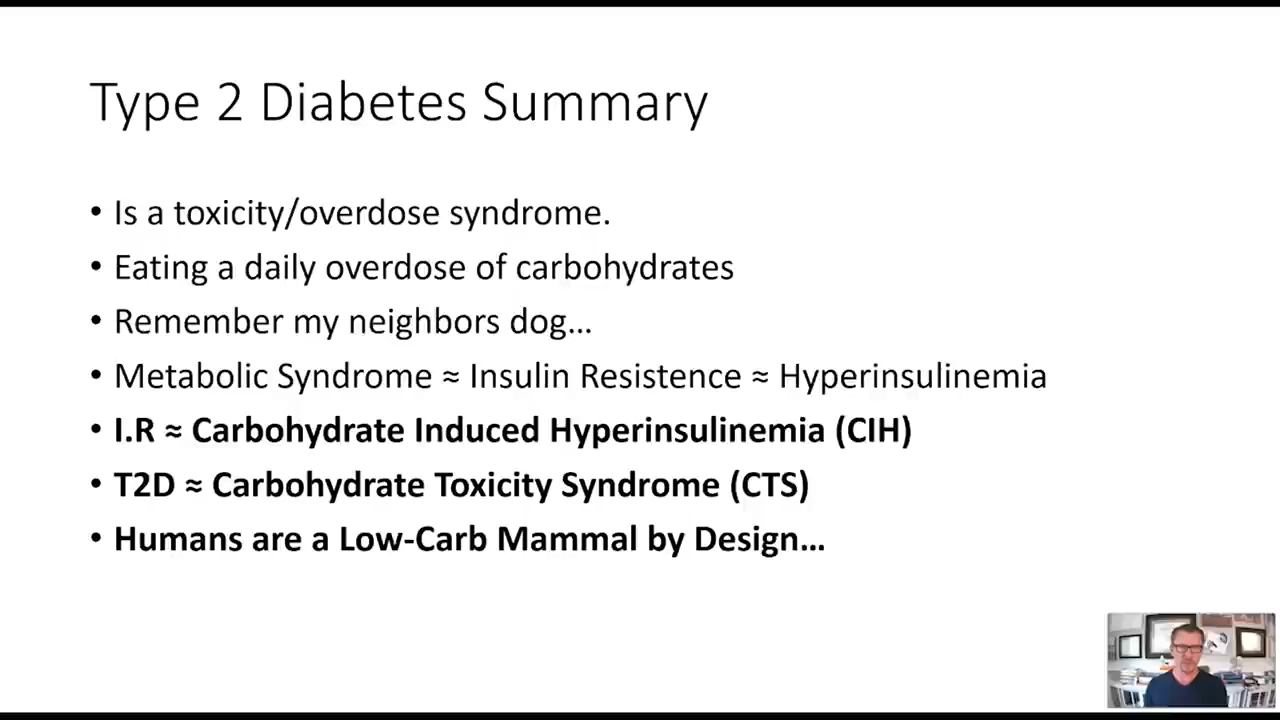 Type 2 Diabetes Summary
• Is a toxicity/overdose syndrome.
• Eating a daily overdose of carbohydrates
• Remember my neighbors dog...
• Metabolic Syndrome ≈ Insulin Resistence ≈ Hyperinsulinemia
• I.R ≈ Carbohydrate Induced Hyperinsulinemia (CIH)
• T2D ≈ Carbohydrate Toxicity Syndrome (CTS)
• Humans are a Low-Carb Mammal by Design...